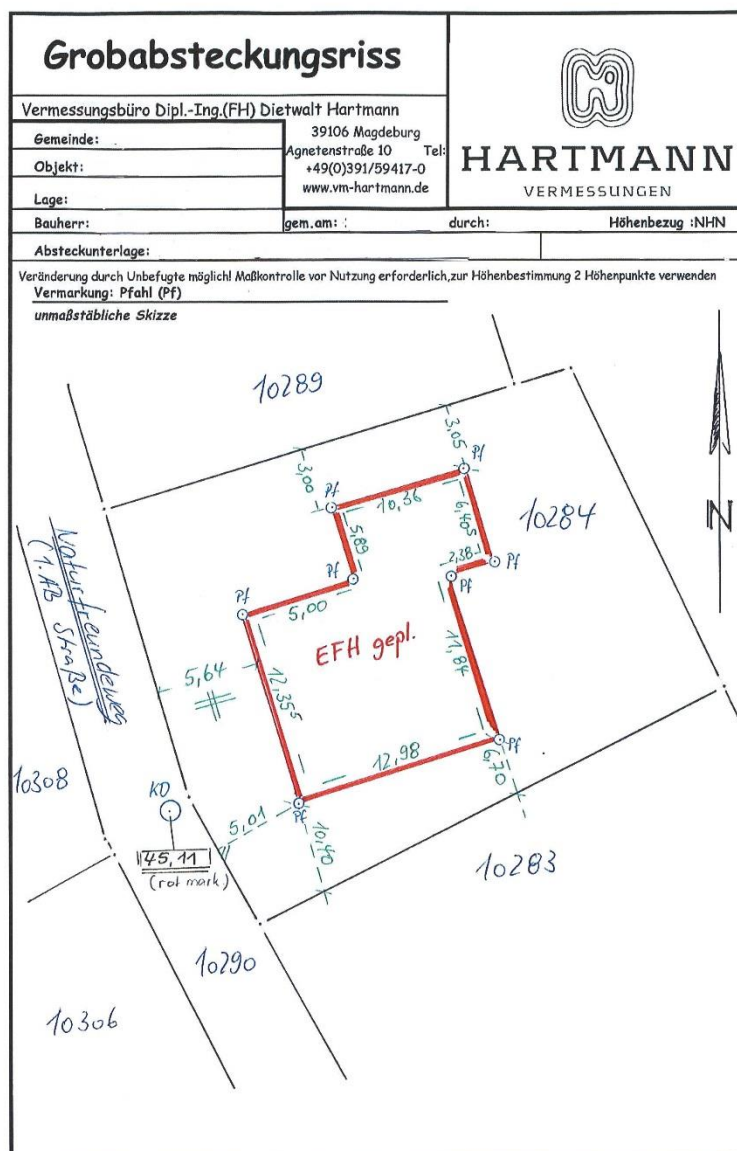 Grobabsteckungsriss
HARTMANN
VERMESSUNGEN
Vermessungsbüro Dipl.-Ing.(FH) Dietwalt Hartmann
39106 Magdeburg
Agnetenstraße 10 Tel:
+49(0)391/59417-0
www.vm-hartmann.de
Gemeinde:
Objekt:
Lage:
Bauherr:
gem.am: :
durch:
Höhenbezug :NHN
Absteckunterlage:
Veränderung durch Unbefugte möglich! Maßkontrolle vor Nutzung erforderlich,zur Höhenbestimmung 2 Höhenpunkte verwenden
Vermarkung: Pfahl (Pf)
unmaßstäbliche Skizze
10289
3,05
Pf
3,00
Pf
10,36
6,405
10284
N
5,89
2,38
Pf
Pf
Pf
Pf
5,00
Naturfreundeweg
(1.AB Straße)
EFH gepl.
11,84
5,64
12,355
12,98
Pf
6,70
10308
KD
Pf
5,01
10,40
45,11
(rot mark)
10283
10290
10306